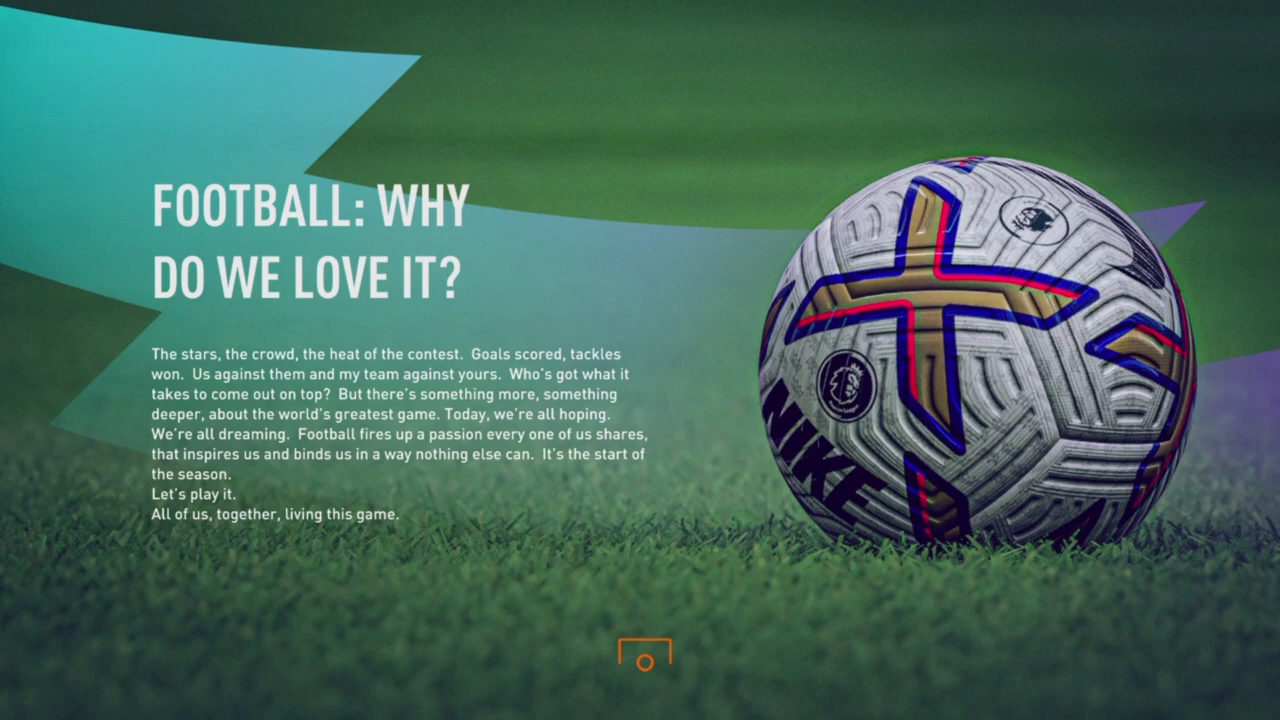 FOOTBALL: WHY
DO WE LOVE IT?
The stars, the crowd, the heat of the contest.  Goals scored, tackles
won.  Us against them and my team against yours.  Who's got what it
takes to come out on top?  But there's something more, something
deeper, about the world's greatest game. Today, we're all hoping.
We're all dreaming.  Football fires up a passion every one of us shares,
that inspires us and binds us in a way nothing else can.  It's the start of
the season.
Let's play it.
All of us, together, living this game.
NIKE